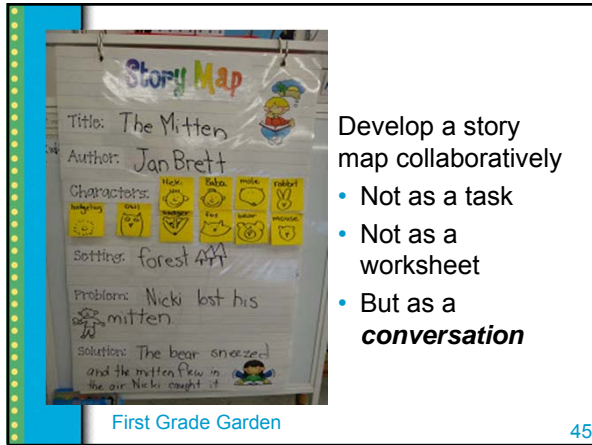 Story Map
Title: The Mitten
Author: Jan Brett
Characters:
Nicki
Baba
mole
rabbit
hedgehog
owl
badger
fox
bear
mouse
Setting: forest
Problem: Nicki lost his
mitten
Solution: The bear sneezed
and the mitten flew in
the air Nicki caught it
Develop a story
map collaboratively
• Not as a task
• Not as a
worksheet
• But as a
conversation
First Grade Garden
45